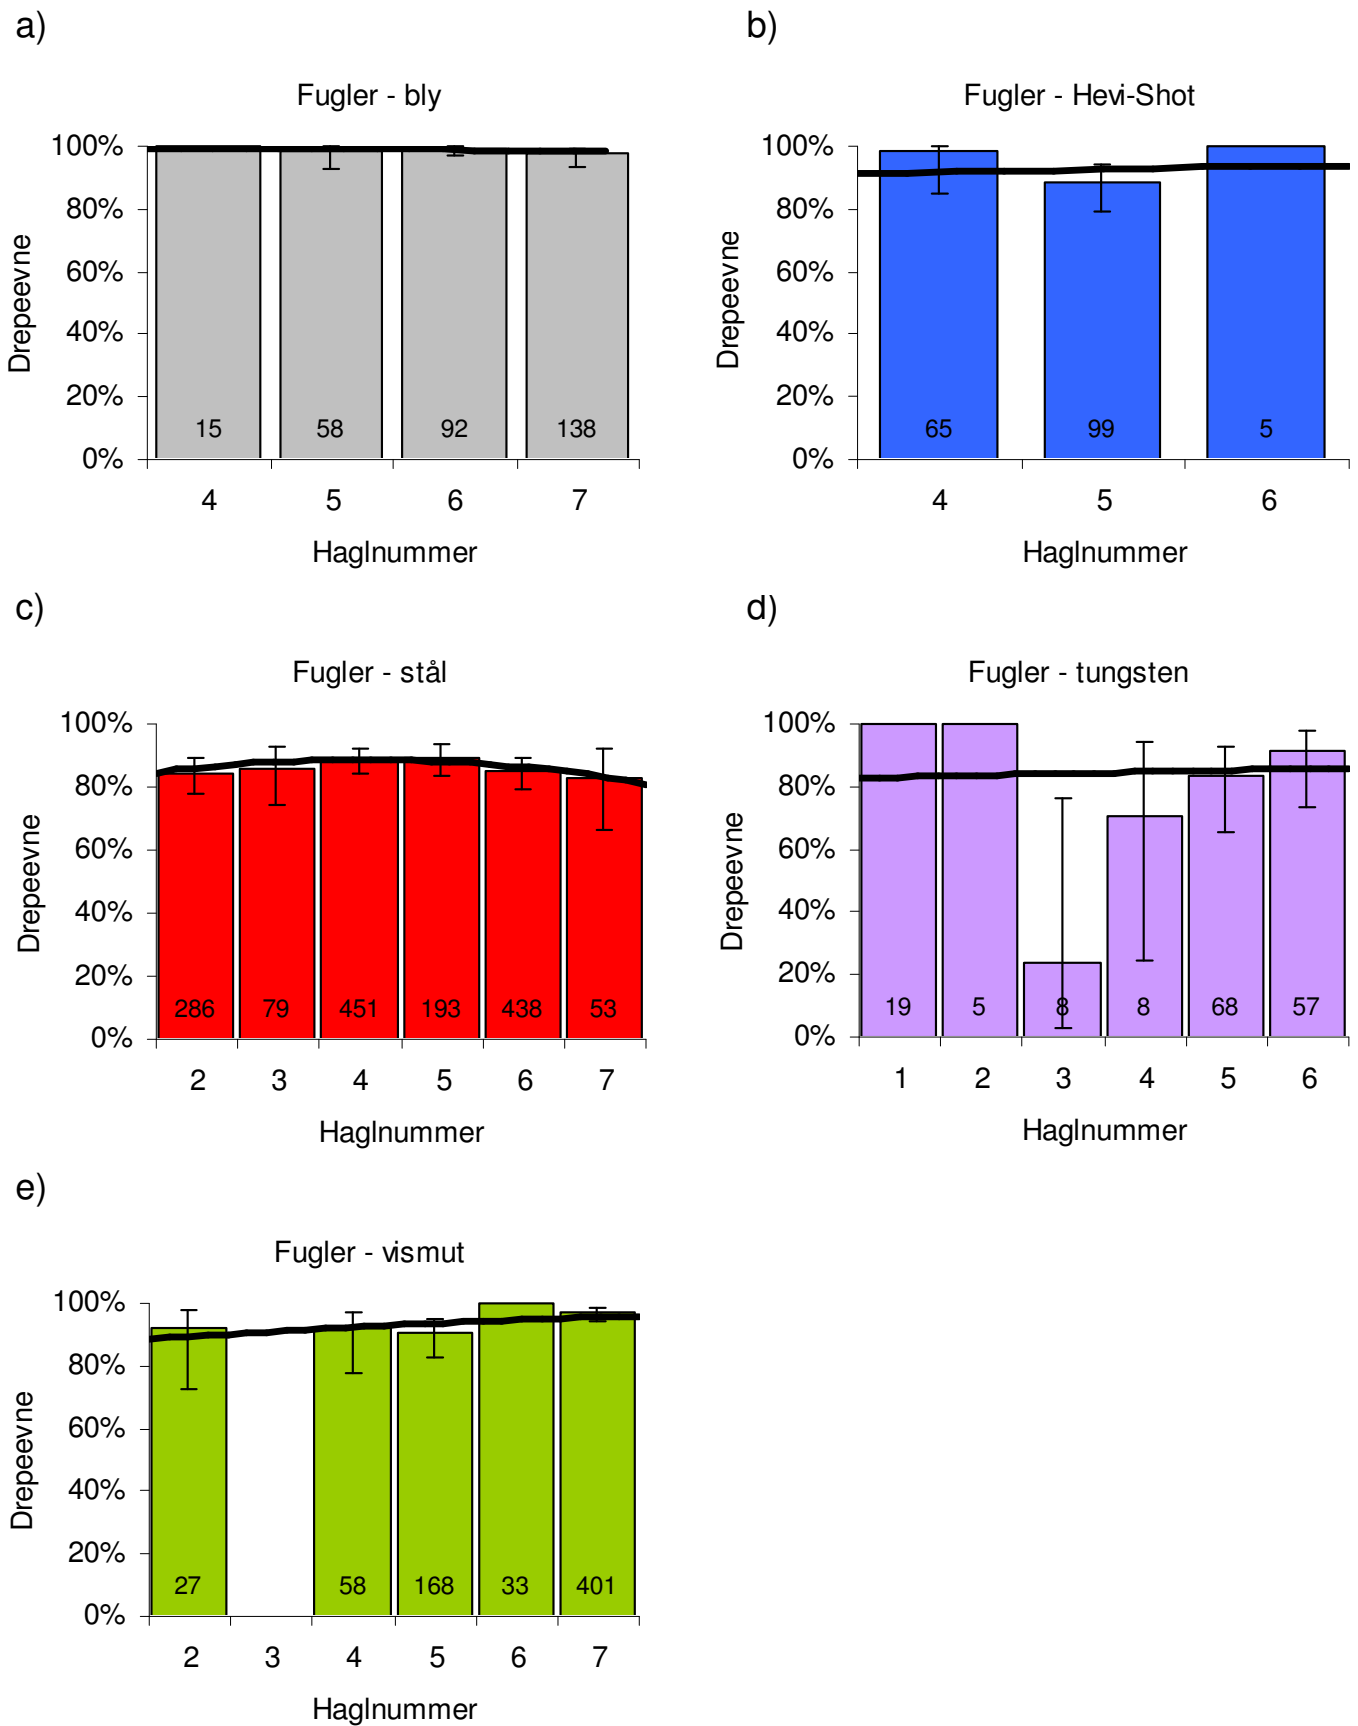 a)
Fugler - bly
100%
80%
60%
40%
20%
0%
Drepeevne
15 58 92 138
4 5 6 7
Haglnummer
b)
Fugler - Hevi-Shot
100%
80%
60%
40%
20%
0%
Drepeevne
65 99 5
4 5 6
Haglnummer
c)
Fugler - stål
100%
80%
60%
40%
20%
0%
Drepeevne
286 79 451 193 438 53
2 3 4 5 6 7
Haglnummer
d)
Fugler - tungsten
100%
80%
60%
40%
20%
0%
Drepeevne
19 5 8 8 68 57
1 2 3 4 5 6
Haglnummer
e)
Fugler - vismut
100%
80%
60%
40%
20%
0%
Drepeevne
27 58 168 33 401
2 3 4 5 6 7
Haglnummer